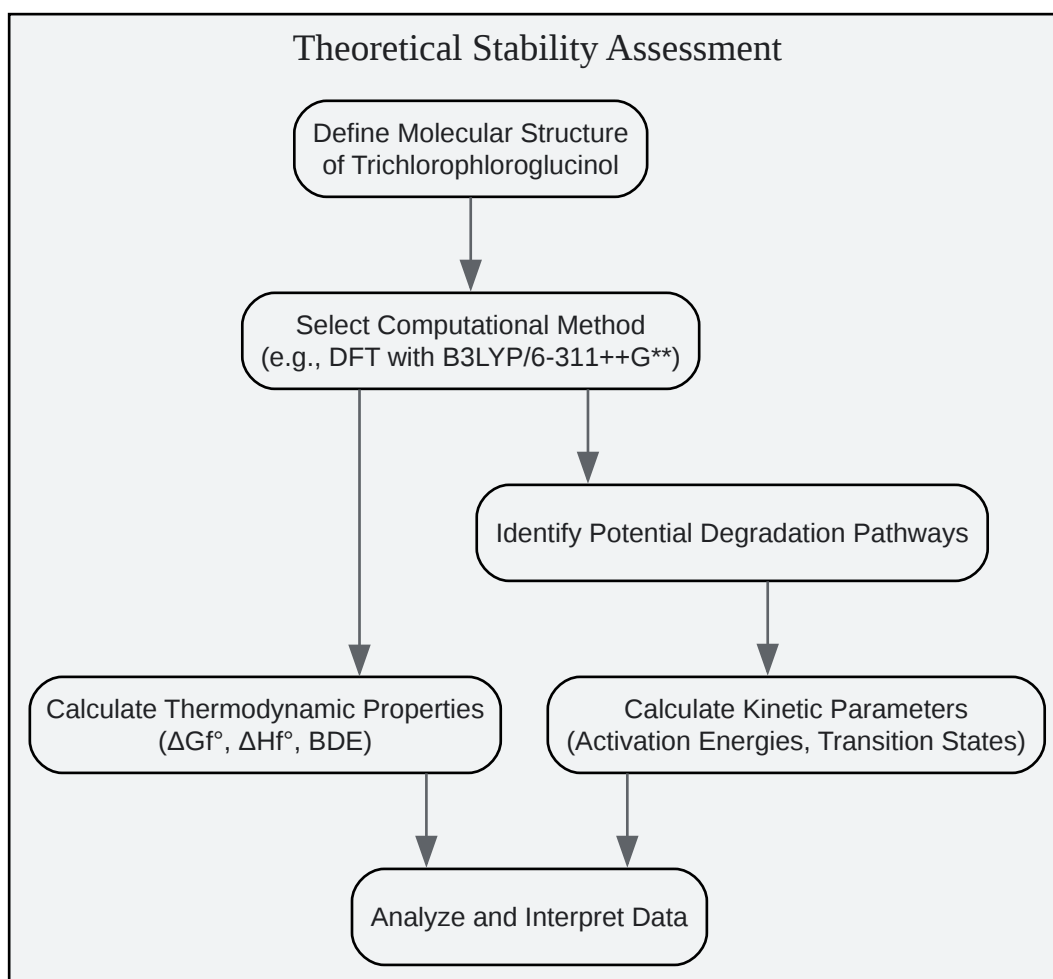 Theoretical Stability Assessment
Define Molecular Structure
of Trichlorophloroglucinol
Select Computational Method
(e.g., DFT with B3LYP/6-311++G**)
Identify Potential Degradation Pathways
Calculate Thermodynamic Properties
(ΔGf°, ΔHf°, BDE)
Calculate Kinetic Parameters
(Activation Energies, Transition States)
Analyze and Interpret Data